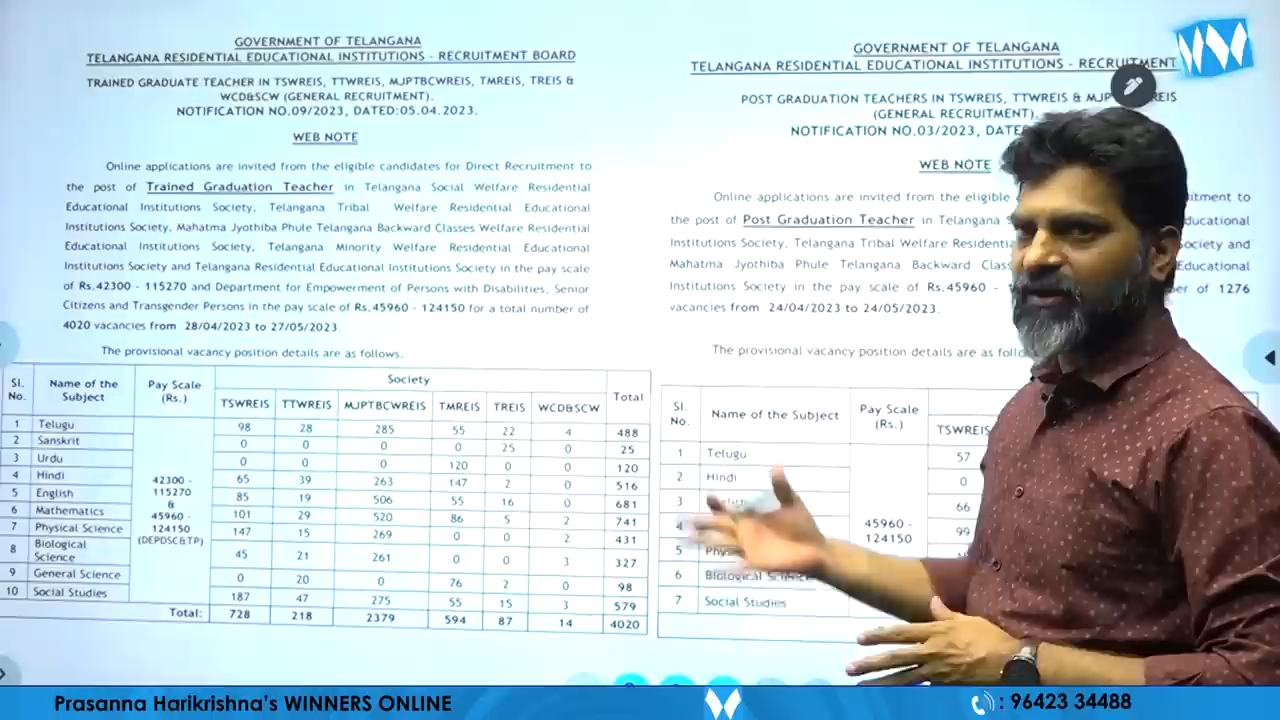 GOVERNMENT OF TELANGANA
TELANGANA RESIDENTIAL EDUCATIONAL INSTITUTIONS - RECRUITMENT BOARD
TRAINED GRADUATE TEACHER IN TSWREIS, TTWREIS, MJPTBCWREIS, TMREIS, TREIS &
WCD&SCW (GENERAL RECRUITMENT).
NOTIFICATION NO.09/2023, DATED:05.04.2023.
WEB NOTE
Online applications are invited from the eligible candidates for Direct Recruitment to
the post of Trained Graduation Teacher in Telangana Social Welfare Residential
Educational Institutions Society, Telangana Tribal Welfare Residential Educational
Institutions Society, Mahatma Jyothiba Phule Telangana Backward Classes Welfare Residential
Educational Institutions Society, Telangana Minority Welfare Residential Educational
Institutions Society and Telangana Residential Educational Institutions Society in the pay scale
of Rs.42300 - 115270 and Department for Empowerment of Persons with Disabilities, Senior
Citizens and Transgender Persons in the pay scale of Rs.45960 - 124150 for a total number of
4020 vacancies from 28/04/2023 to 27/05/2023.
The provisional vacancy position details are as follows.
Sl. No. Name of the Subject Pay Scale (Rs.) Society Total
TSWREIS TTWREIS MJPTBCWREIS TMREIS TREIS WCD&SCW
42300 - 115270 & 45960 - 124150 (DEPDSC&TP)
1 Telugu 98 28 285 55 22 4 488
2 Sanskrit 0 0 0 0 25 0 25
3 Urdu 0 0 0 120 0 0 120
4 Hindi 65 39 263 147 2 0 516
5 English 85 19 506 55 16 0 681
6 Mathematics 101 29 520 86 5 2 741
7 Physical Science 147 15 269 0 0 2 431
8 Biological Science 45 21 261 0 0 3 327
9 General Science 0 20 0 76 2 0 98
10 Social Studies 187 47 275 55 15 3 579
Total: 728 218 2379 594 87 14 4020
GOVERNMENT OF TELANGANA
TELANGANA RESIDENTIAL EDUCATIONAL INSTITUTIONS - RECRUITMENT
POST GRADUATION TEACHERS IN TSWREIS, TTWREIS & MJP REIS
(GENERAL RECRUITMENT).
NOTIFICATION NO.03/2023, DATE
WEB NOTE
Online applications are invited from the eligible itment to
the post of Post Graduation Teacher in Telangana ducational
Institutions Society, Telangana Tribal Welfare Residentia ociety and
Mahatma Jyothiba Phule Telangana Backward Clas Educational
Institutions Society in the pay scale of Rs.45960 - er of 1276
vacancies from 24/04/2023 to 24/05/2023.
The provisional vacancy position details are as follo
Sl. No. Name of the Subject Pay Scale (Rs.) TSWREIS
45960 - 124150
1 Telugu 57
2 Hindi 0
3 66
4 99
5 Phys
6 Biological Science
7 Social Studies
Prasanna Harikrishna's WINNERS ONLINE
: 96423 34488